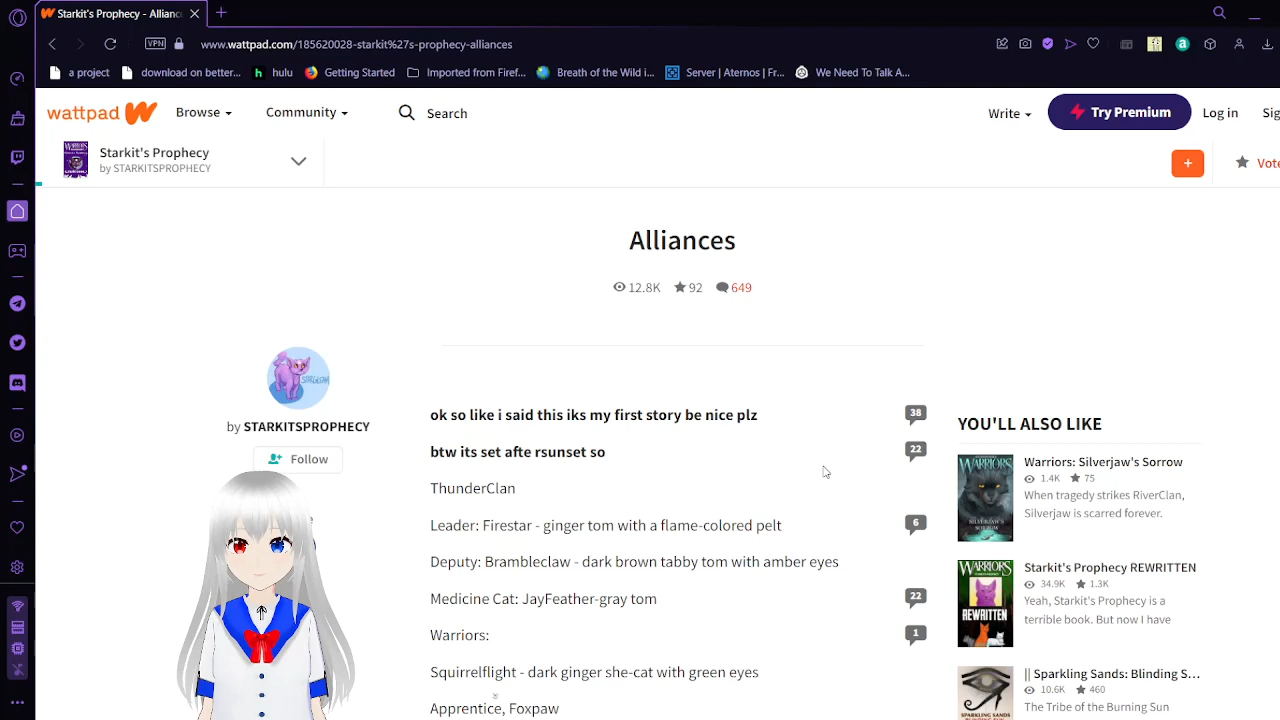 Starkit's Prophecy - Allianc
VPN
www.wattpad.com/185620028-starkit%27s-prophecy-alliances
a project
download on better...
hulu
Getting Started
Imported from Firef...
Breath of the Wild i...
Server | Aternos | Fr...
We Need To Talk A...
wattpad
Browse
Community
Search
Write
Try Premium
Log in
Sig
Starkit's Prophecy
by STARKITSPROPHECY
+
Vote
Alliances
12.8K
92
649
by STARKITSPROPHECY
Follow
ok so like i said this iks my first story be nice plz
38
btw its set afte rsunset so
22
ThunderClan
Leader: Firestar - ginger tom with a flame-colored pelt
6
Deputy: Brambleclaw - dark brown tabby tom with amber eyes
Medicine Cat: JayFeather-gray tom
22
Warriors:
1
Squirrelflight - dark ginger she-cat with green eyes
Apprentice, Foxpaw
YOU'LL ALSO LIKE
WARRIORS
SILVERJAW'S
SORROW
Warriors: Silverjaw's Sorrow
1.4K
75
When tragedy strikes RiverClan,
Silverjaw is scarred forever.
WARRIORS
REWRITTEN
Starkit's Prophecy REWRITTEN
34.9K
1.3K
Yeah, Starkit's Prophecy is a
terrible book. But now I have
|| Sparkling Sands: Blinding S...
10.6K
460
The Tribe of the Burning Sun